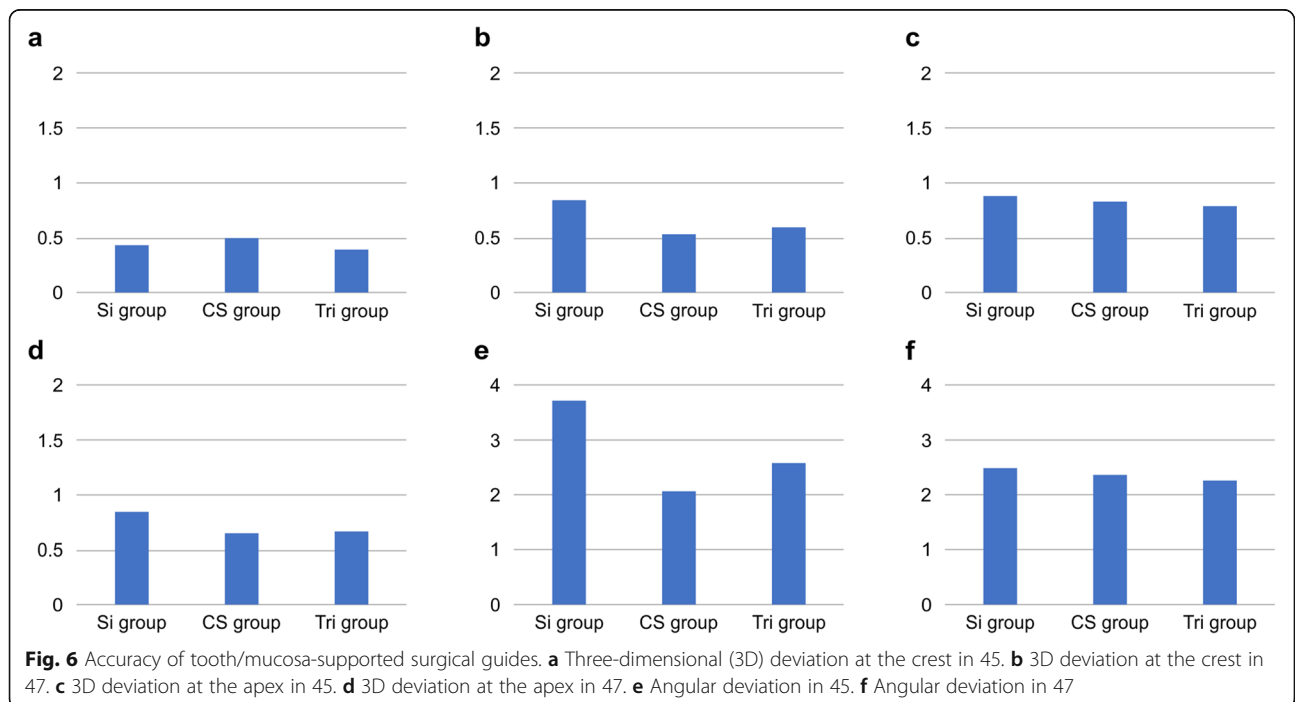 a
b
c
2
1.5
1
0.5
0
Si group CS group Tri group
2
1.5
1
0.5
0
Si group CS group Tri group
2
1.5
1
0.5
0
Si group CS group Tri group
d
e
f
2
1.5
1
0.5
0
Si group CS group Tri group
4
3
2
1
0
Si group CS group Tri group
4
3
2
1
0
Si group CS group Tri group
Fig. 6 Accuracy of tooth/mucosa-supported surgical guides. a Three-dimensional (3D) deviation at the crest in 45. b 3D deviation at the crest in
47. c 3D deviation at the apex in 45. d 3D deviation at the apex in 47. e Angular deviation in 45. f Angular deviation in 47